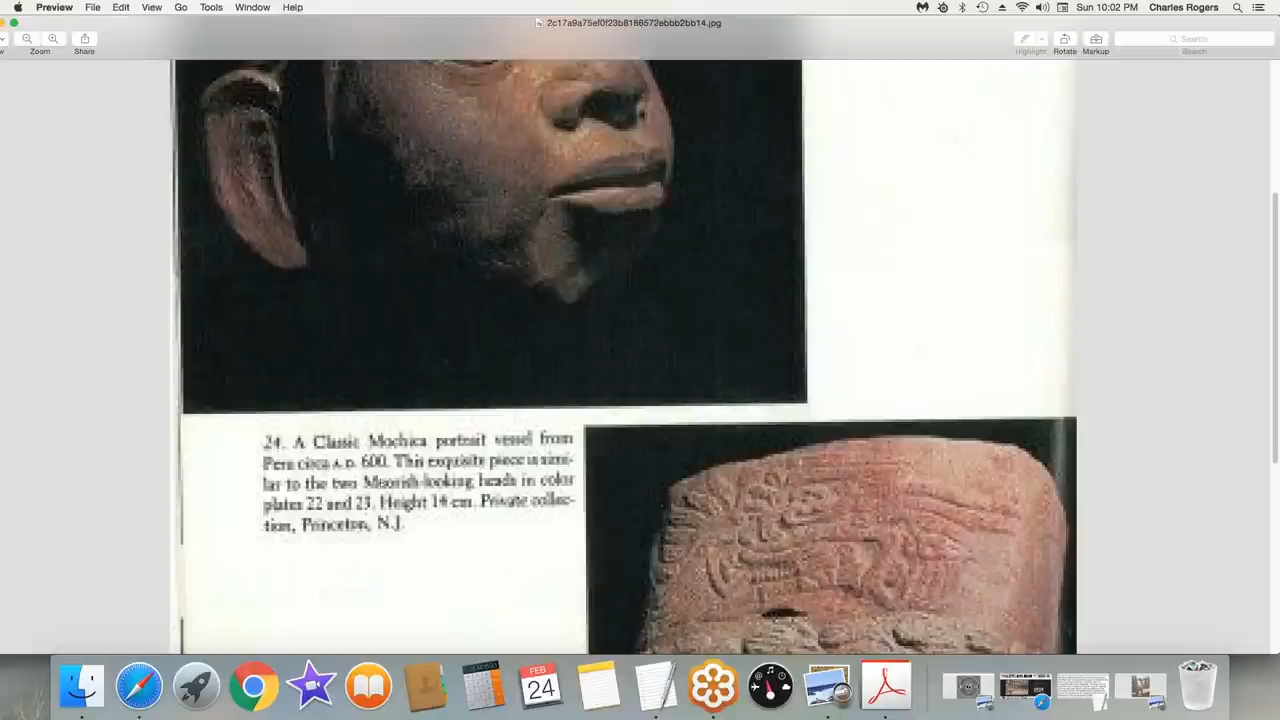 Preview File Edit View Go Tools Window Help Sun 10:02 PM Charles Rogers
2c17a9a75ef0f23b8186572ebbb2bb14.jpg
Zoom Share Highlight Rotate Markup Search
Search
24. A Classic Mochica portrait vessel from
Peru circa A.D. 600. This exquisite piece is simi-
lar to the two Moorish-looking heads in color
plates 22 and 23. Height 14 cm. Private collec-
tion, Princeton, N.J.
FEB
24